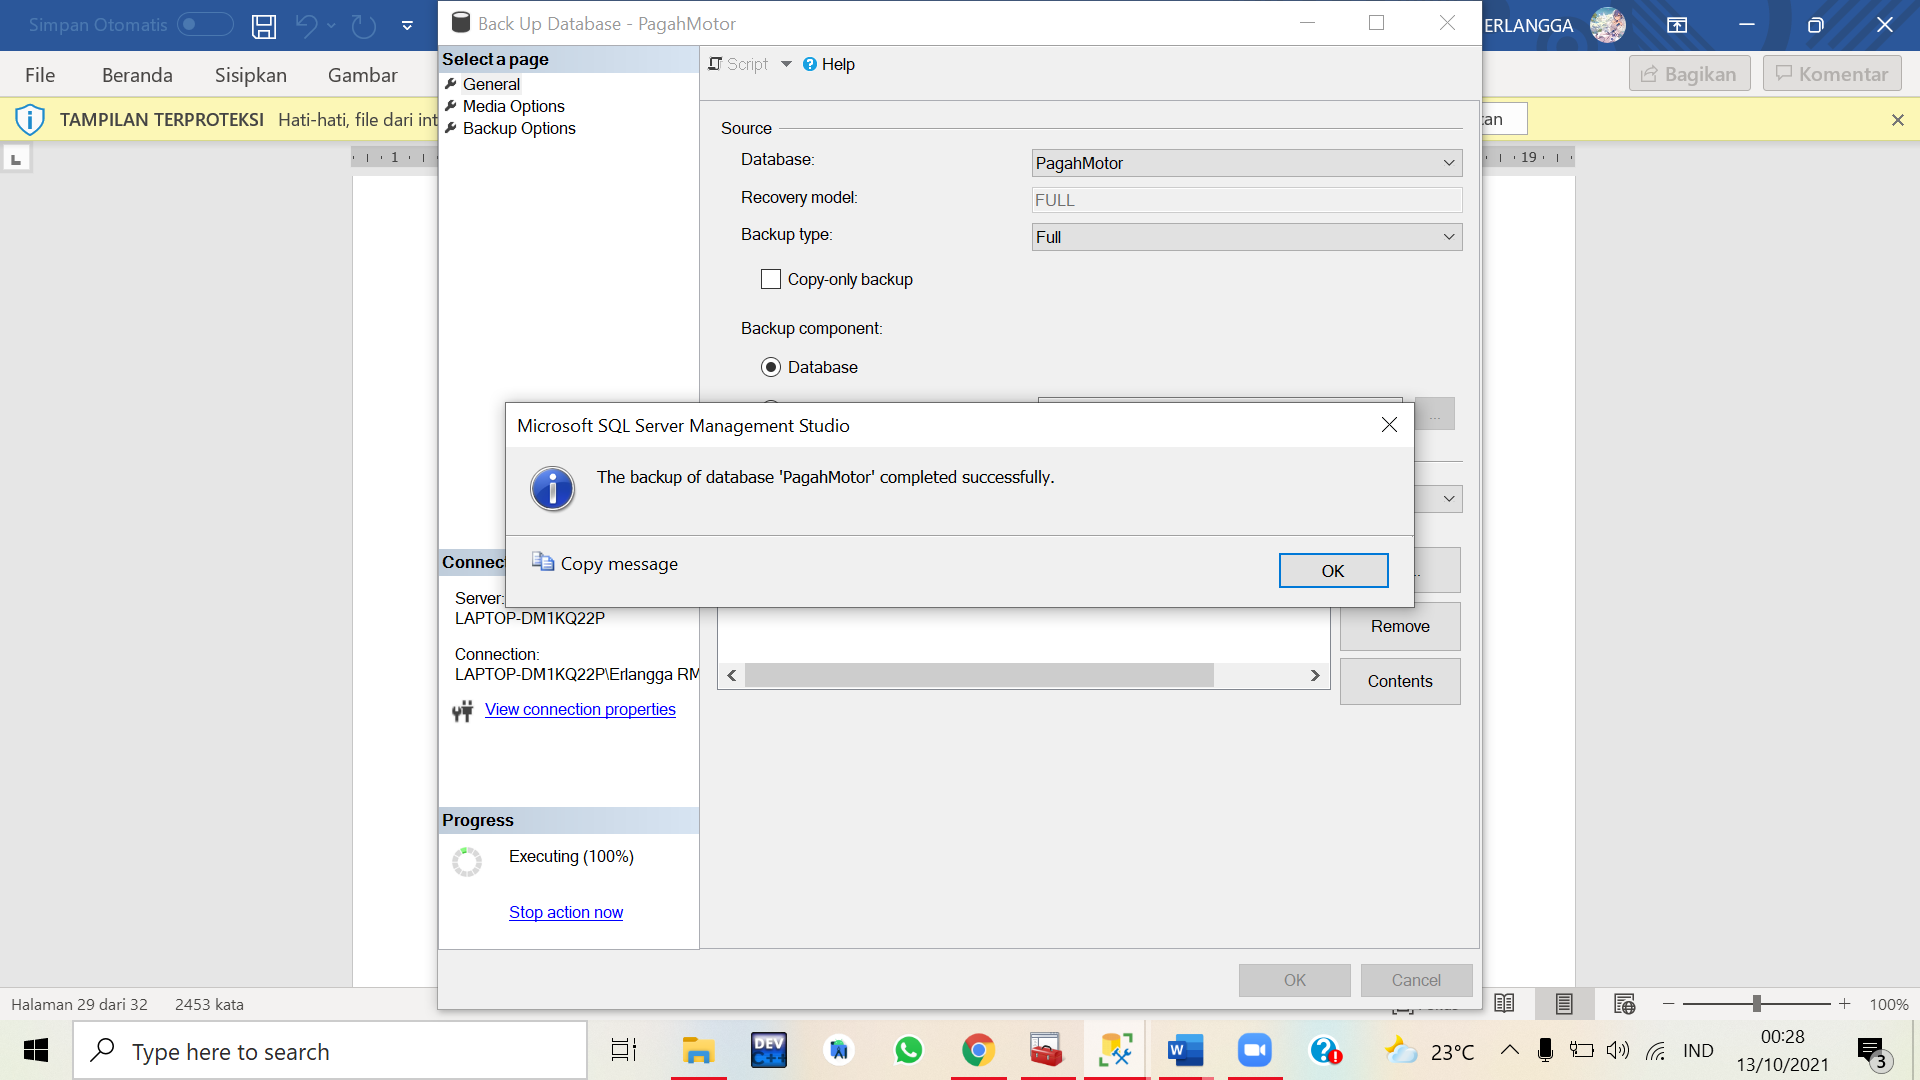 Simpan Otomatis
Back Up Database - PagahMotor
ERLANGGA
File Beranda Sisipkan Gambar
Bagikan Komentar
TAMPILAN TERPROTEKSI Hati-hati, file dari int
an
1
19
Select a page
General
Media Options
Backup Options
Script Help
Source
Database: PagahMotor
Recovery model: FULL
Backup type: Full
Copy-only backup
Backup component:
Database
...
Microsoft SQL Server Management Studio
The backup of database 'PagahMotor' completed successfully.
Copy message
OK
Connec
Server:
LAPTOP-DM1KQ22P
Connection:
LAPTOP-DM1KQ22P\Erlangga RM
View connection properties
Remove
Contents
Progress
Executing (100%)
Stop action now
OK Cancel
Halaman 29 dari 32 2453 kata
100%
Type here to search
DEV C++
W
23°C
IND
00:28
13/10/2021
3